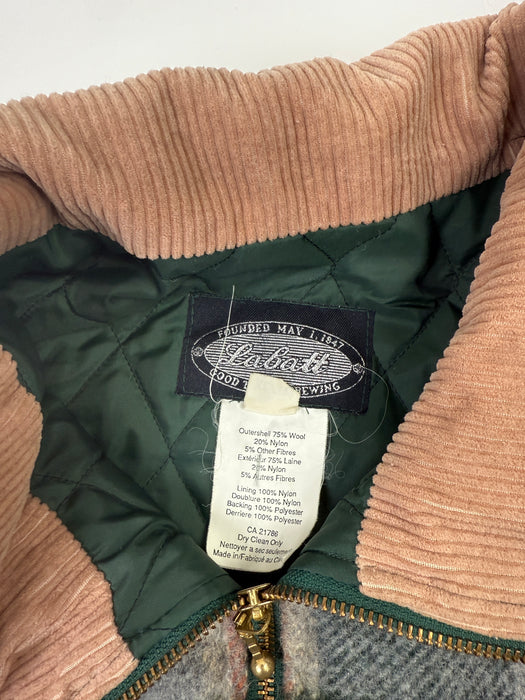 FOUNDED MAY 1, 1847
Labatt
GOOD BREWING
Outershell 75% Wool
20% Nylon
5% Other Fibres
Extérieur 75% Laine
20% Nylon
5% Autres Fibres
Lining 100% Nylon
Doublure 100% Nylon
Backing 100% Polyester
Derriere 100% Polyester
CA 21786
Dry Clean Only
Nettoyer a sec seulement
Made in/Fabriqué au